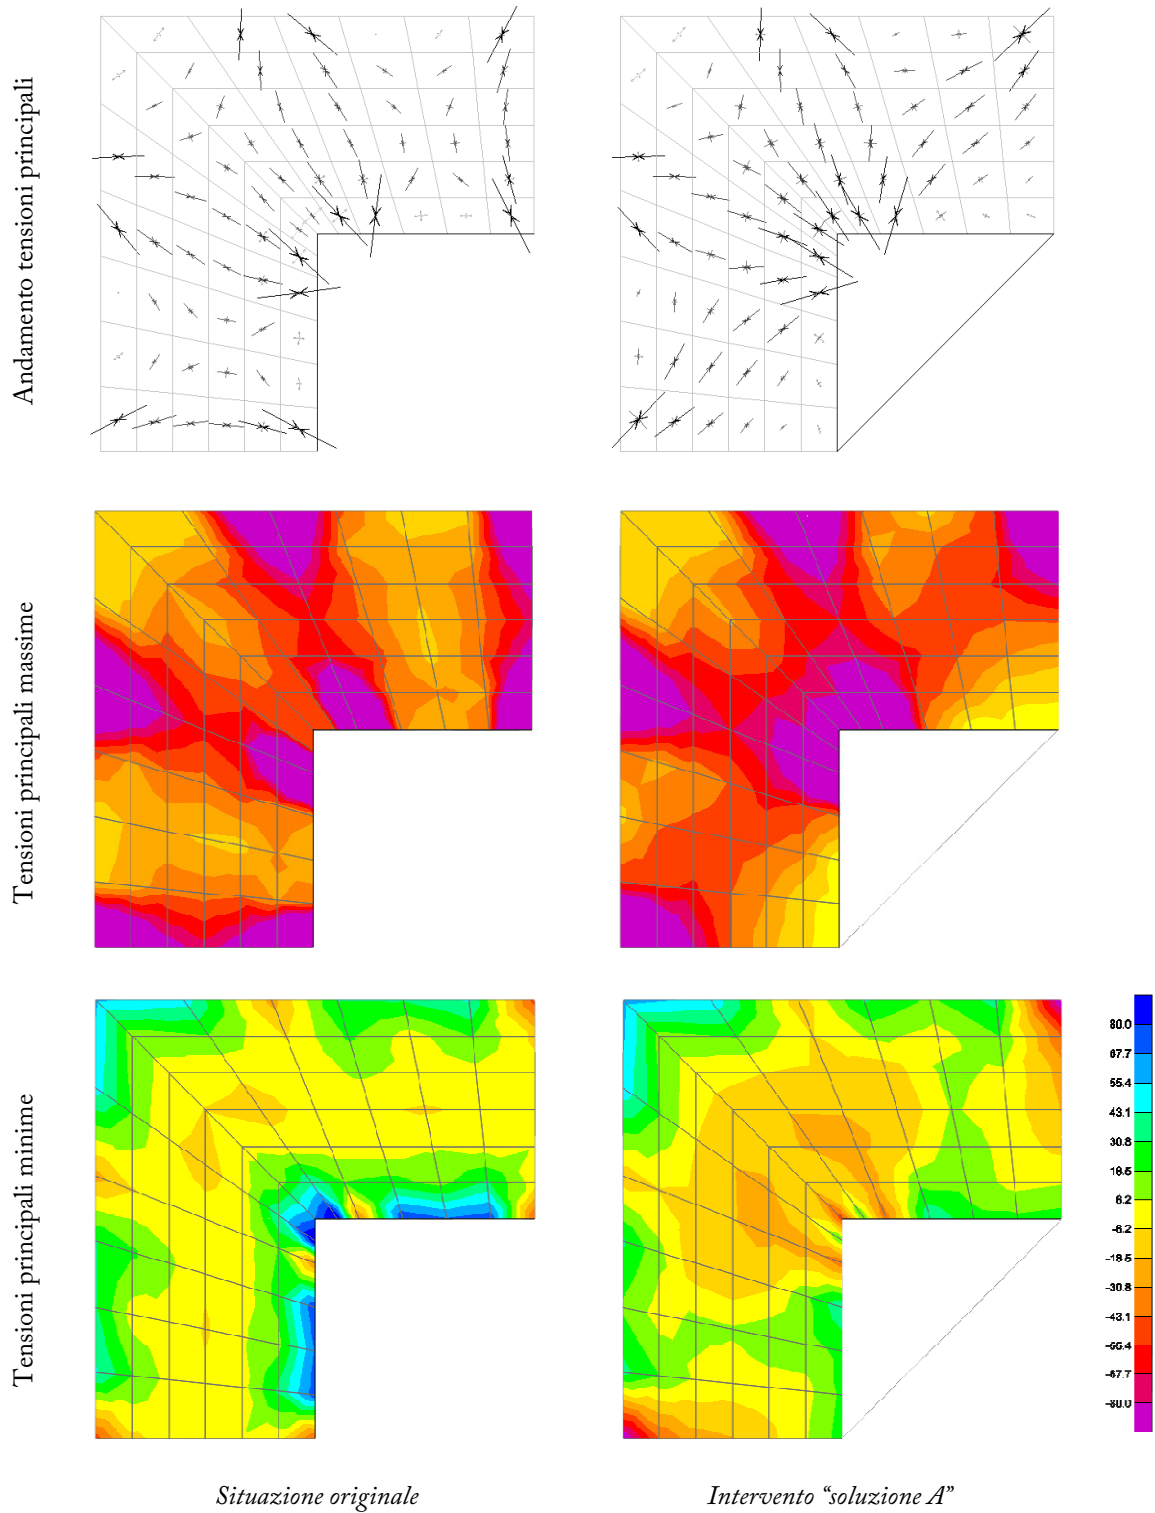 Andamento tensioni principali
Tensioni principali massime
Tensioni principali minime
80.0
67.7
55.4
43.1
30.8
18.5
6.2
-6.2
-18.5
-30.8
-43.1
-55.4
-67.7
-80.0
Situazione originale
Intervento “soluzione A”